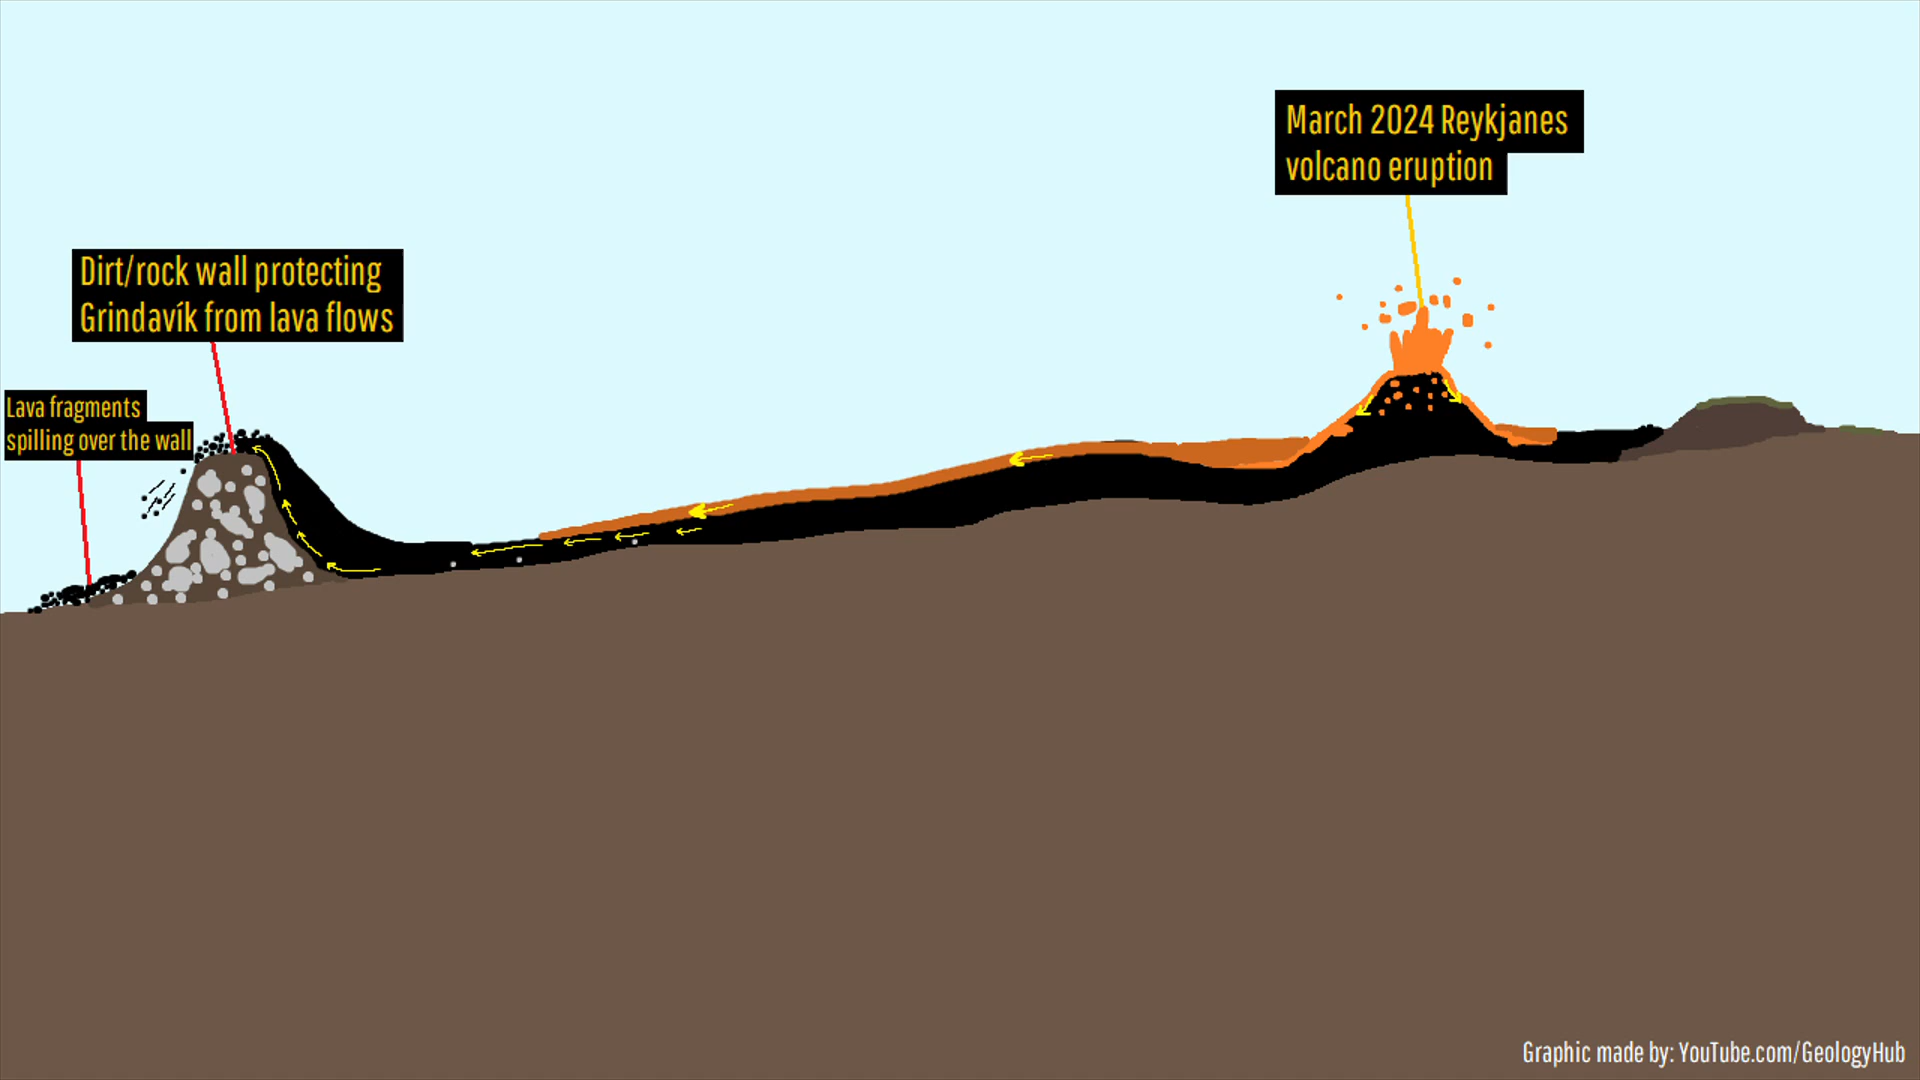 March 2024 Reykjanes
volcano eruption
Dirt/rock wall protecting
Grindavík from lava flows
Lava fragments
spilling over the wall
Graphic made by: YouTube.com/GeologyHub